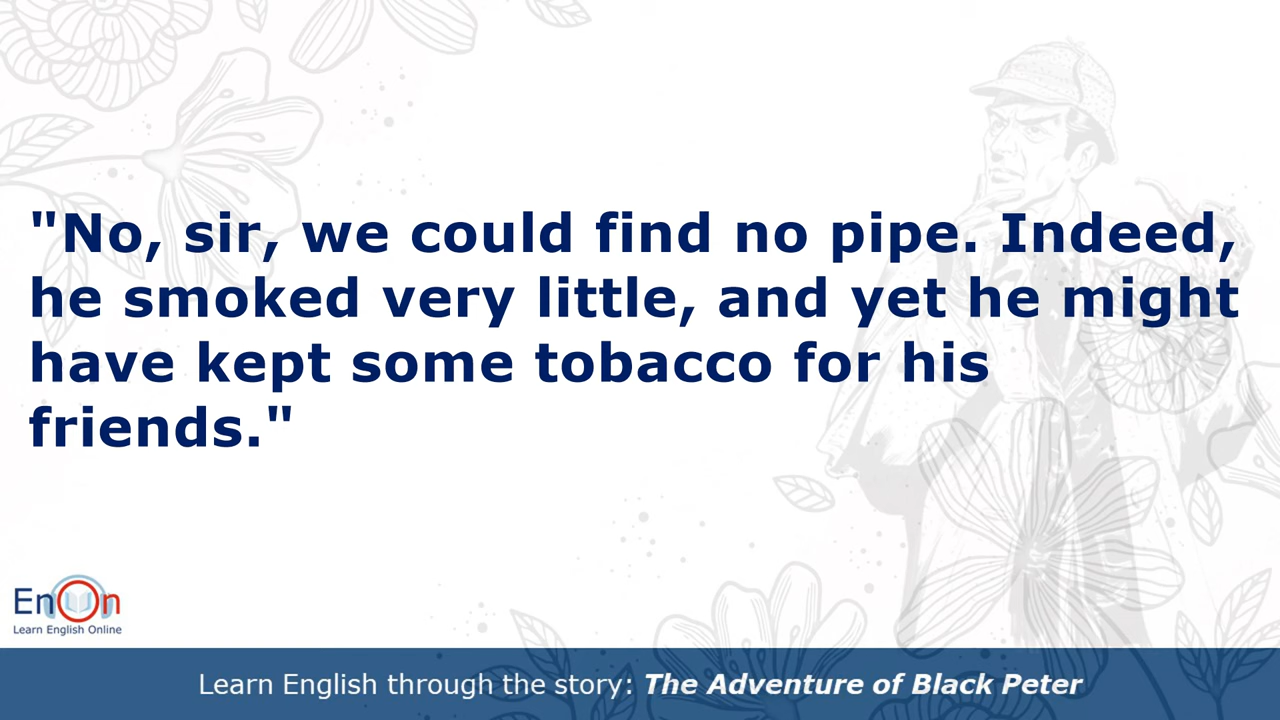 "No, sir, we could find no pipe. Indeed,
he smoked very little, and yet he might
have kept some tobacco for his
friends."
EnOn
Learn English Online
Learn English through the story: The Adventure of Black Peter